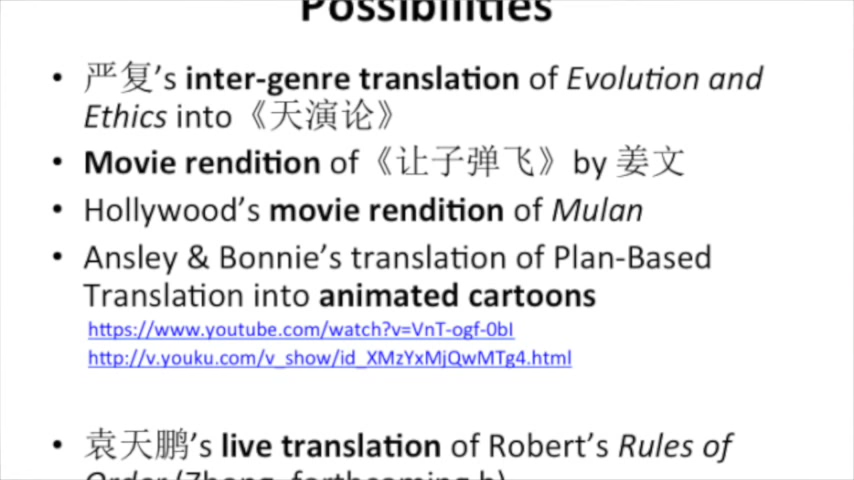 Possibilities
• 严复's inter-genre translation of Evolution and
Ethics into《天演论》
• Movie rendition of《让子弹飞》by 姜文
• Hollywood's movie rendition of Mulan
• Ansley & Bonnie's translation of Plan-Based
Translation into animated cartoons
https://www.youtube.com/watch?v=VnT-ogf-0bI
http://v.youku.com/v_show/id_XMzYxMjQwMTg4.html
• 袁天鹏's live translation of Robert's Rules of
Order (Zhong, forthcoming b)